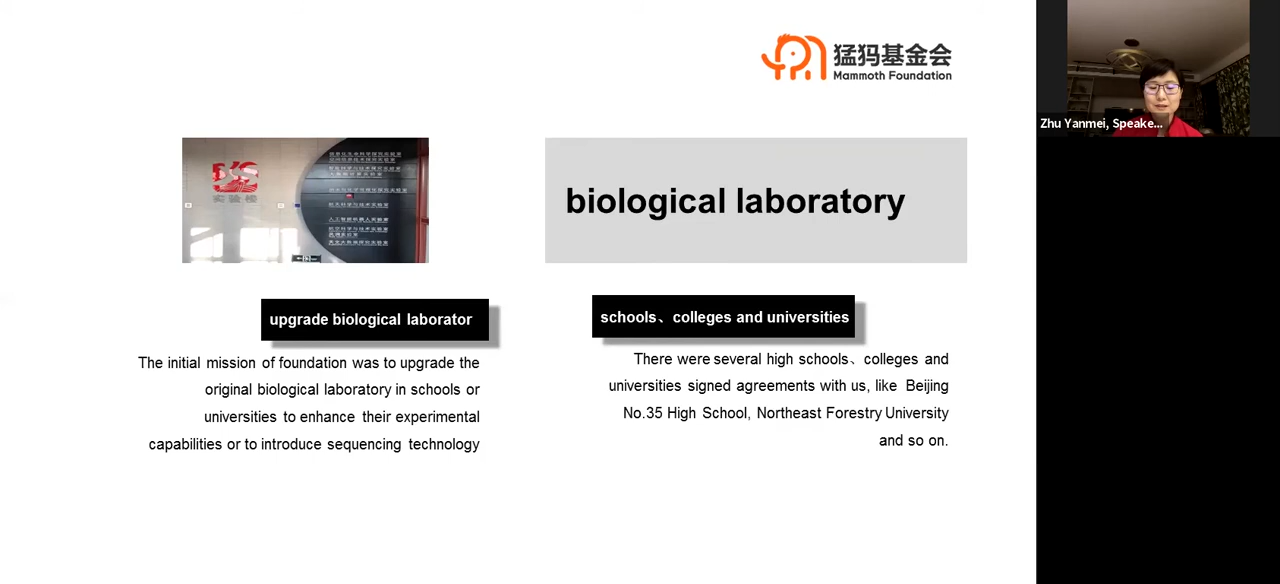 猛犸基金会
Mammoth Foundation
Zhu Yanmei, Speake...
实验楼
biological laboratory
upgrade biological laborator
The initial mission of foundation was to upgrade the
original biological laboratory in schools or
universities to enhance their experimental
capabilities or to introduce sequencing technology
schools、colleges and universities
There were several high schools、colleges and
universities signed agreements with us, like Beijing
No.35 High School, Northeast Forestry University
and so on.